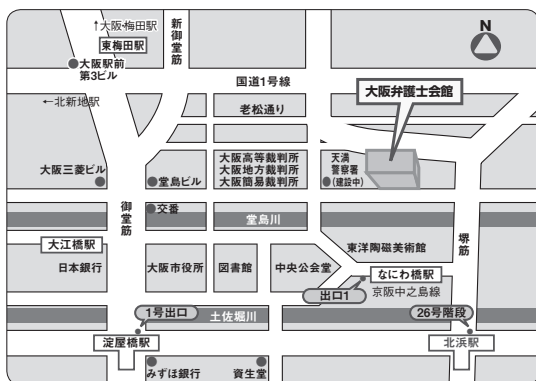 ↑大阪・梅田駅
東梅田駅
新御堂筋
N
大阪駅前
第3ビル
国道1号線
大阪弁護士会館
←北新地駅
老松通り
大阪高等裁判所
大阪地方裁判所
大阪簡易裁判所
天満
警察署
(建設中)
大阪三菱ビル
堂島ビル
御堂筋
交番
堂島川
堺筋
大江橋駅
東洋陶磁美術館
日本銀行
大阪市役所
図書館
中央公会堂
なにわ橋駅
出口1
京阪中之島線
1号出口
土佐堀川
26号階段
淀屋橋駅
北浜駅
みずほ銀行
資生堂